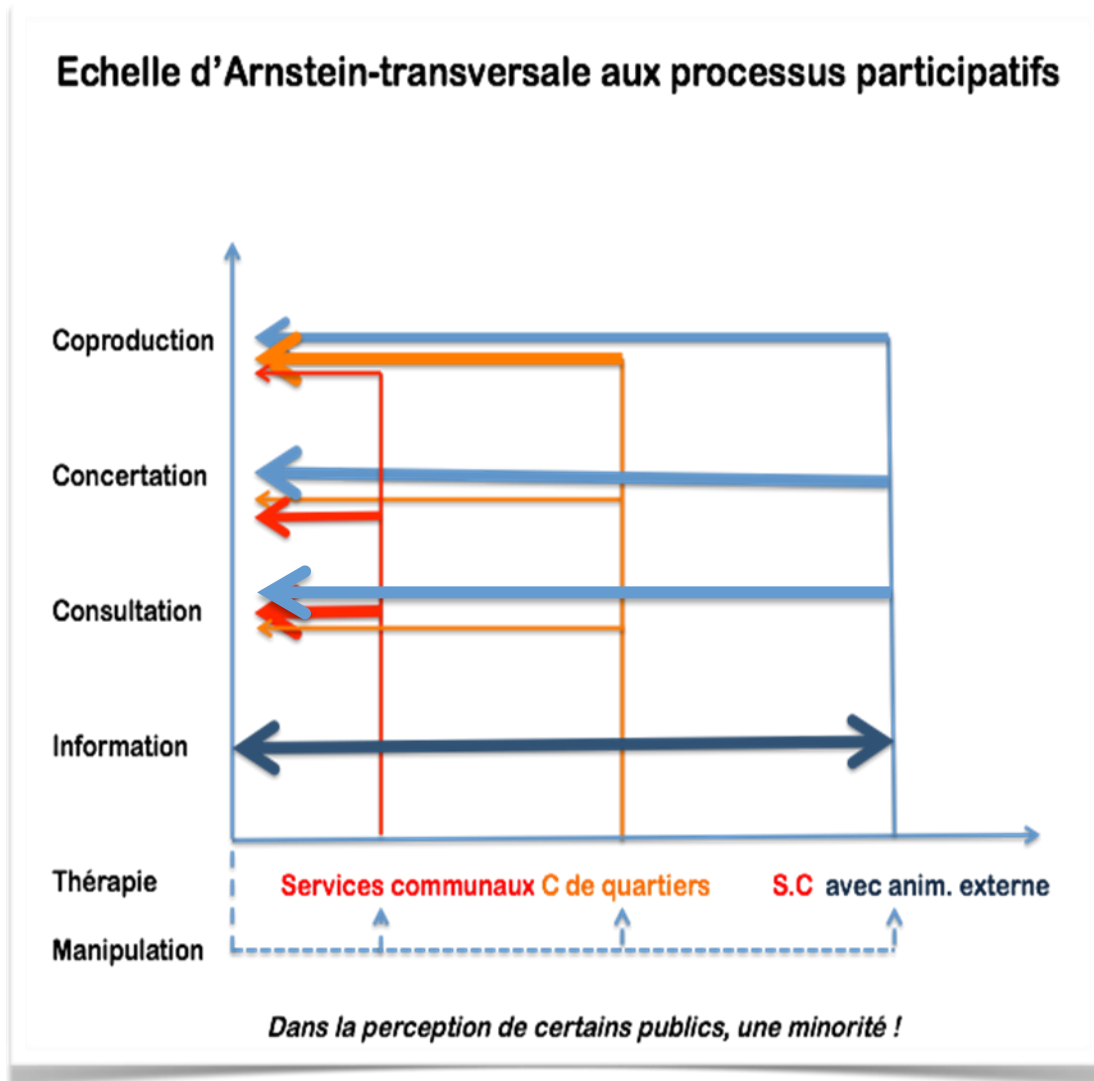 Echelle d’Arnstein-transversale aux processus participatifs
Coproduction
Concertation
Consultation
Information
Thérapie
Services communaux C de quartiers S.C avec anim. externe
Manipulation
Dans la perception de certains publics, une minorité !